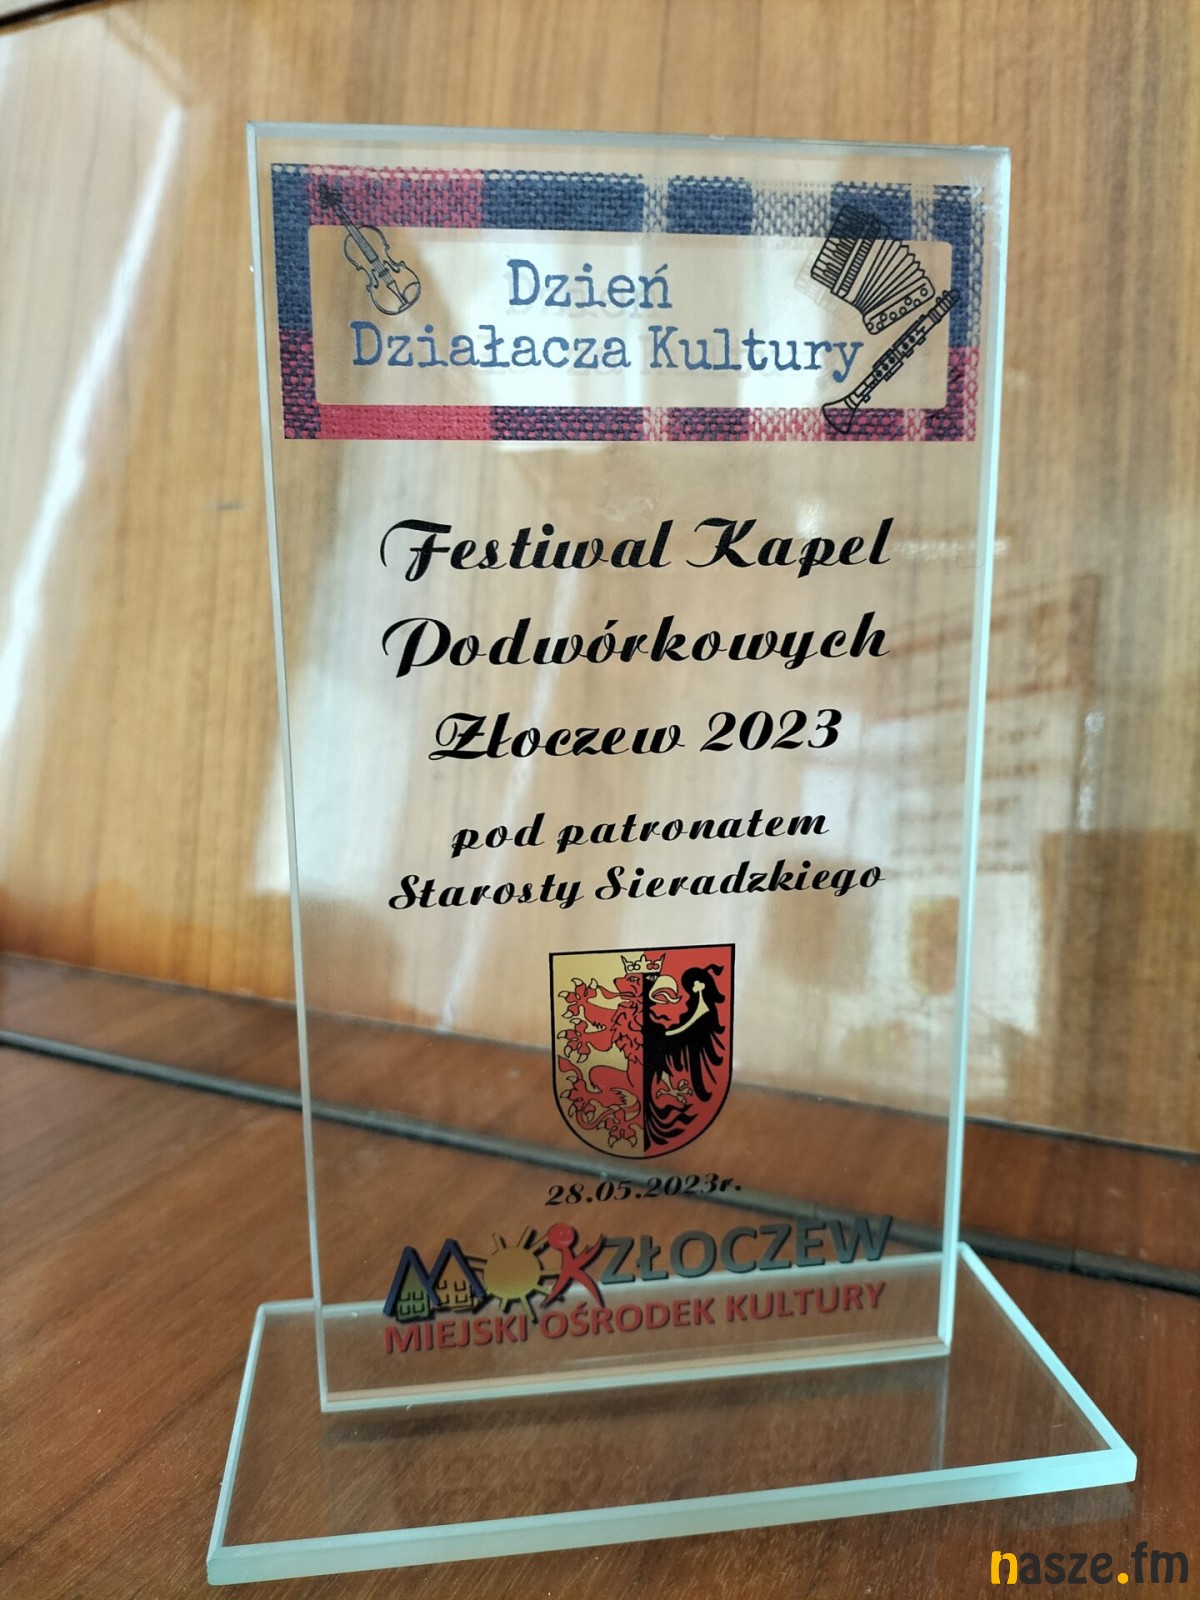 Dzień
Działacza Kultury
Festiwal Kapel
Podwórkowych
Złoczew 2023
pod patronatem
Starosty Sieradzkiego
28.05.2023r.
MOK ZŁOCZEW
MIEJSKI OŚRODEK KULTURY
nasze.fm